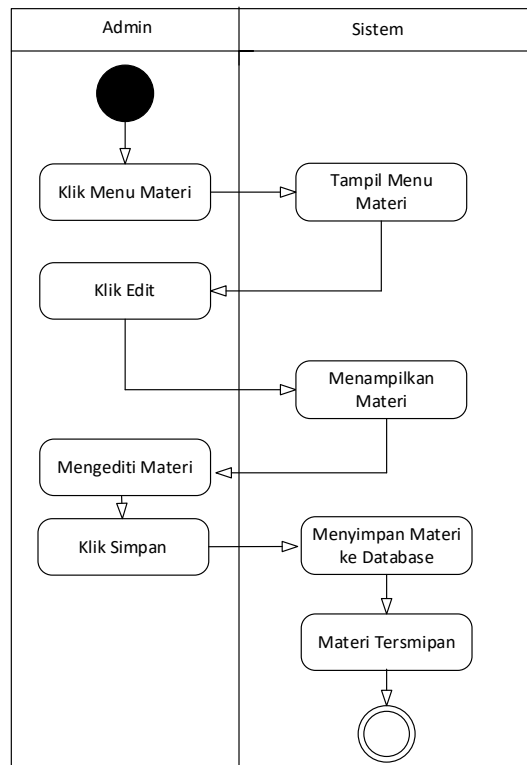 Admin
Sistem
Klik Menu Materi
Tampil Menu
Materi
Klik Edit
Menampilkan
Materi
Mengediti Materi
Klik Simpan
Menyimpan Materi
ke Database
Materi Tersmipan